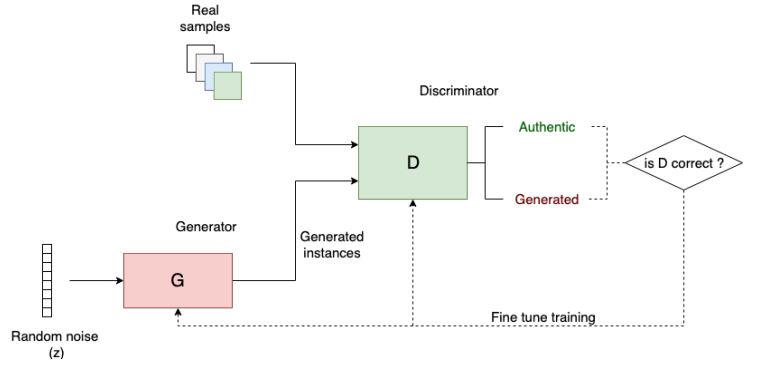 Real
samples
Discriminator
Authentic
D
is D correct ?
Generated
Generator
Generated
instances
G
Fine tune training
Random noise
(z)